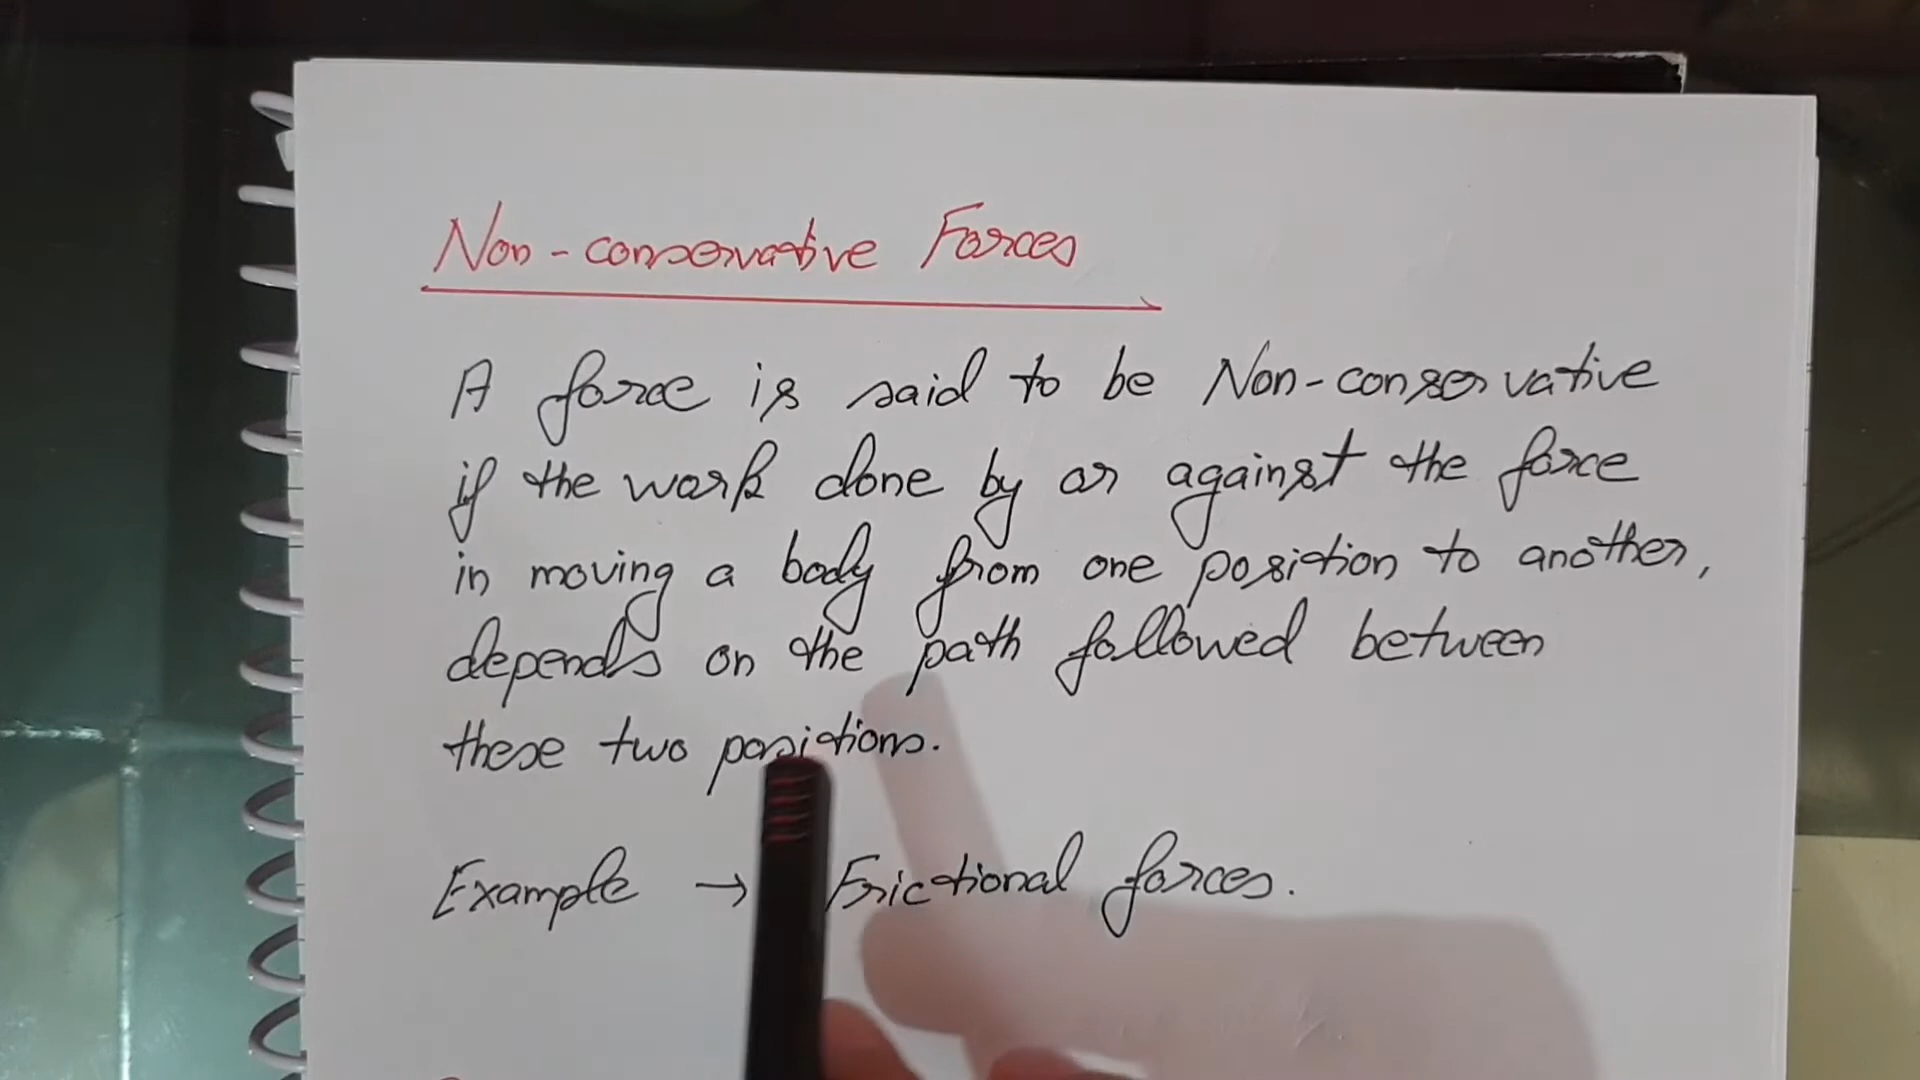 Non-conservative Forces
A force is said to be Non-conservative
if the work done by or against the force
in moving a body from one position to another,
depends on the path followed between
these two positions.
Example → Frictional forces.